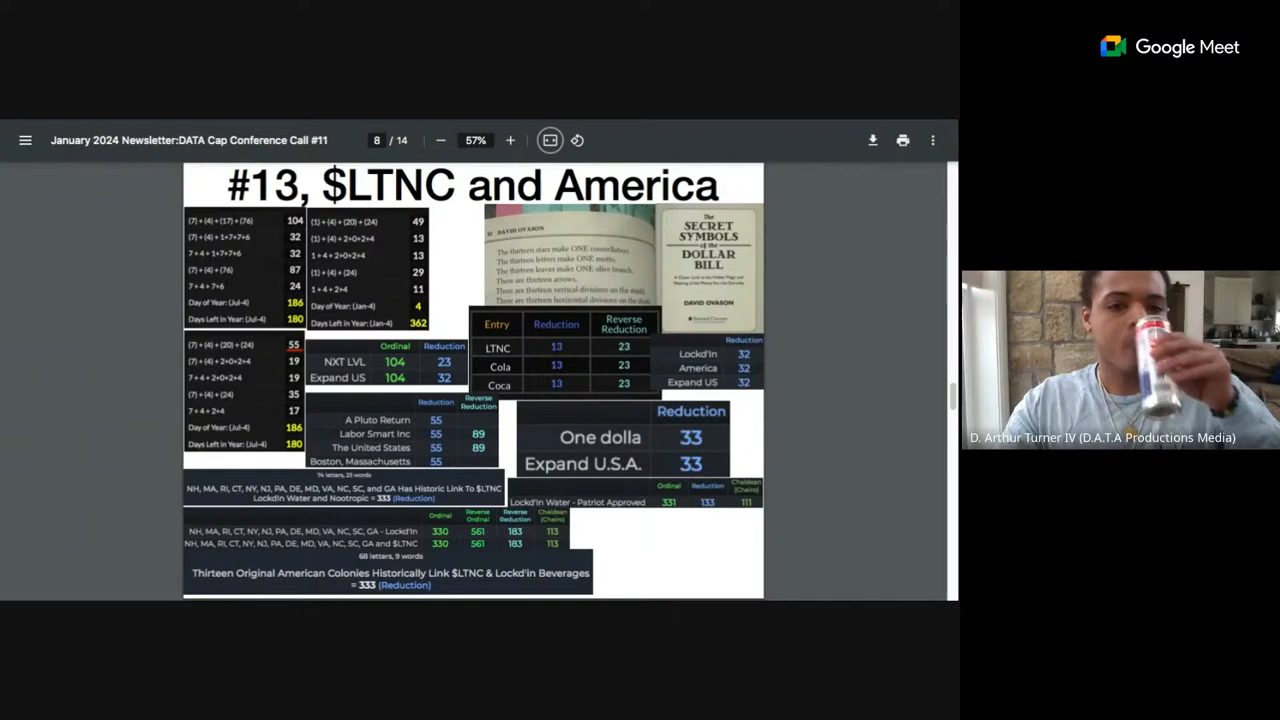 Google Meet
January 2024 Newsletter:DATA Cap Conference Call #11
8 / 14
57%
#13, $LTNC and America
(7) + (4) + (17) + (76) 104
(7) + (4) + 1+7+7+6 32
7 + 4 + 1+7+7+6 32
(7) + (4) + (76) 87
7 + 4 + 7+6 24
Day of Year: (Jul-4) 186
Days Left in Year: (Jul-4) 180
(1) + (4) + (20) + (24) 49
(1) + (4) + 2+0+2+4 13
1 + 4 + 2+0+2+4 13
(1) + (4) + (24) 29
1 + 4 + 2+4 11
Day of Year: (Jan-4) 4
Days Left in Year: (Jan-4) 362
DAVID OVASON
The thirteen stars make ONE constellation.
The thirteen letters make ONE motto.
The thirteen leaves make ONE olive branch.
There are thirteen arrows.
There are thirteen vertical divisions on the shield.
There are thirteen horizontal divisions on the shield.
The
SECRET
SYMBOLS
of the
DOLLAR
BILL
DAVID OVASON
(7) + (4) + (20) + (24) 55
(7) + (4) + 2+0+2+4 19
7 + 4 + 2+0+2+4 19
(7) + (4) + (24) 35
7 + 4 + 2+4 17
Day of Year: (Jul-4) 186
Days Left in Year: (Jul-4) 180
Ordinal Reduction
NXT LVL 104 23
Expand US 104 32
Entry Reduction Reverse Reduction
LTNC 13 23
Cola 13 23
Coca 13 23
Reduction
Lockd'in 32
America 32
Expand US 32
Reduction Reverse Reduction
A Pluto Return 55
Labor Smart Inc 55 89
The United States 55 89
Boston, Massachusetts 55
Reduction
One dolla 33
Expand U.S.A. 33
74 letters, 23 words
NH, MA, RI, CT, NY, NJ, PA, DE, MD, VA, NC, SC, and GA Has Historic Link To $LTNC
LockdIn Water and Nootropic = 333 (Reduction)
Ordinal Reduction Chaldean (Cheiro)
Lockd'In Water - Patriot Approved 331 133 111
Ordinal Reverse Ordinal Reverse Reduction Chaldean (Cheiro)
NH, MA, RI, CT, NY, NJ, PA, DE, MD, VA, NC, SC, GA - Lockd'In 330 561 183 113
NH, MA, RI, CT, NY, NJ, PA, DE, MD, VA, NC, SC, GA and $LTNC 330 561 183 113
68 letters, 9 words
Thirteen Original American Colonies Historically Link $LTNC & Lockd'in Beverages
= 333 (Reduction)
D. Arthur Turner IV (D.A.T.A Productions Media)